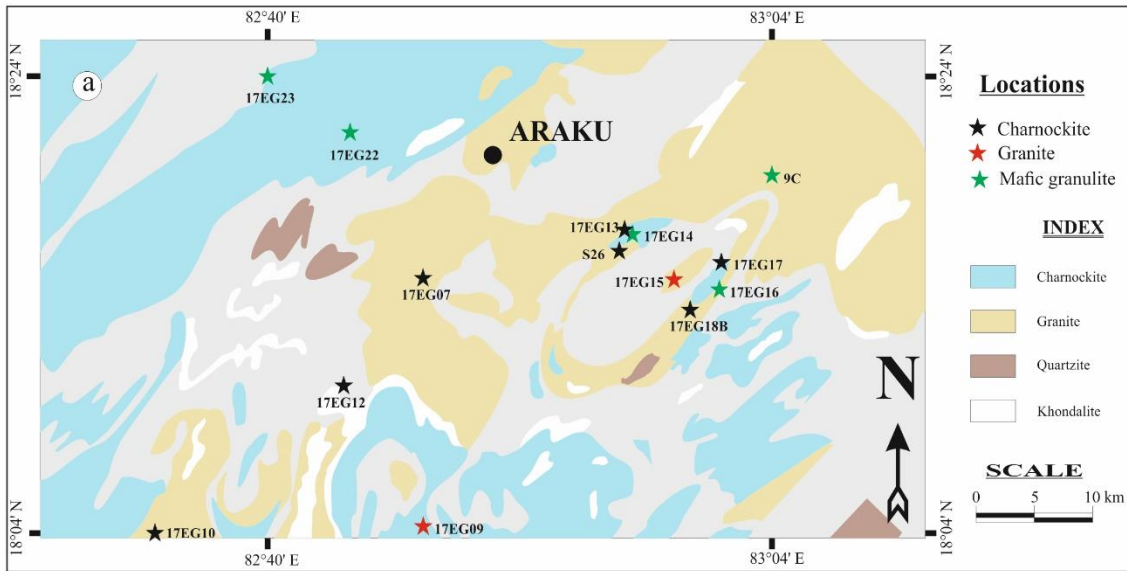 82°40' E
83°04' E
18°24' N
18°24' N
a
17EG23
17EG22
ARAKU
9C
17EG13
17EG14
S26
17EG17
17EG15
17EG07
17EG16
17EG18B
17EG12
17EG10
17EG09
N
18°04' N
18°04' N
82°40' E
83°04' E
Locations
Charnockite
Granite
Mafic granulite
INDEX
Charnockite
Granite
Quartzite
Khondalite
SCALE
0 5 10 km